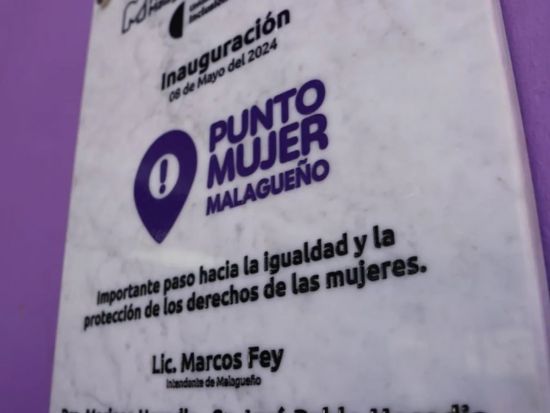 Inauguración
08 de Mayo del 2024
!
PUNTO
MUJER
MALAGUEÑO
Importante paso hacia la igualdad y la
protección de los derechos de las mujeres.
Lic. Marcos Fey
Intendente de Malagueño